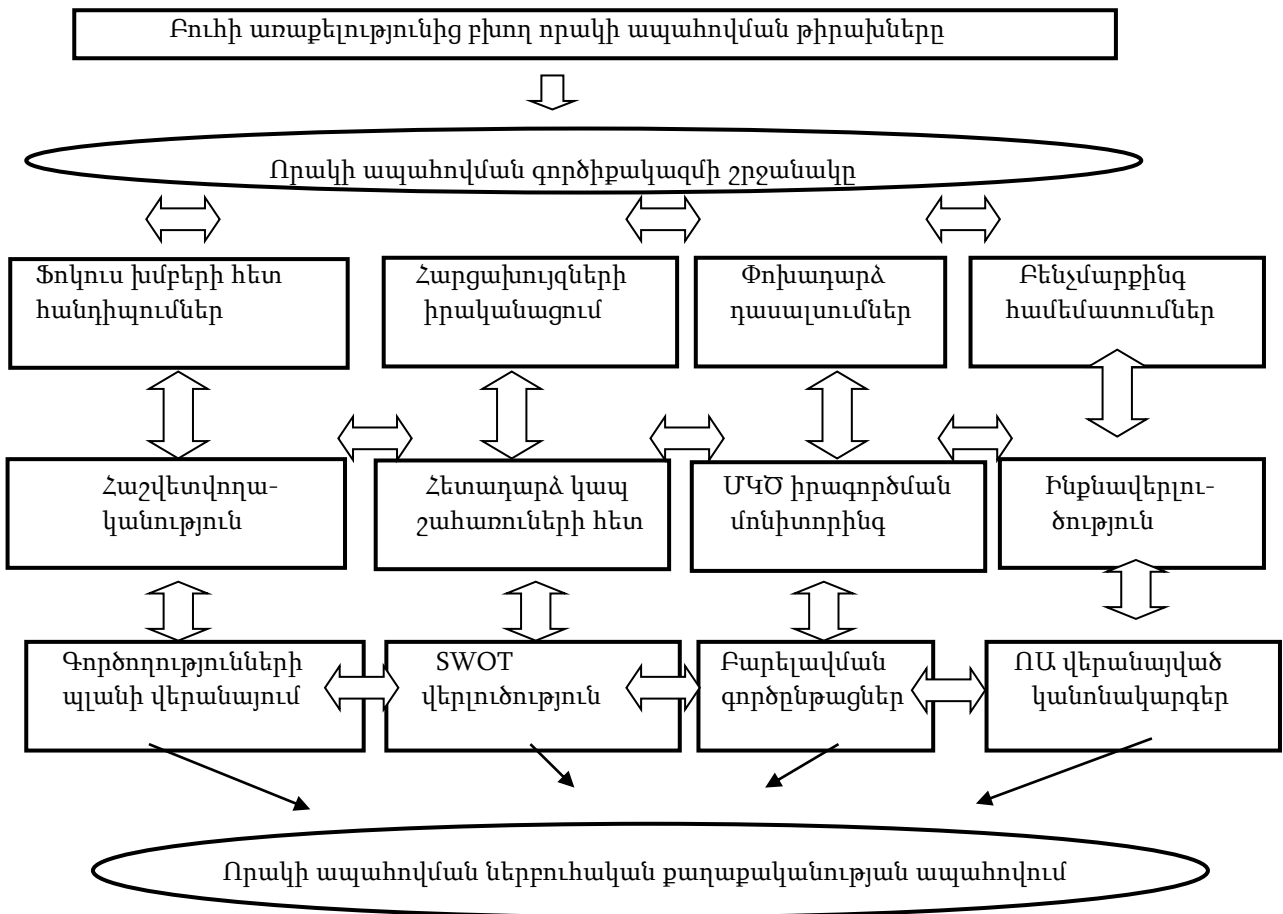 Բուհի առաքելությունից բխող որակի ապահովման թիրախները
Որակի ապահովման գործիքակազմի շրջանակը
Ֆոկուս խմբերի հետ
հանդիպումներ
Հարցախույզների
իրականացում
Փոխադարձ
դասալսումներ
Բենչմարքինգ
համեմատումներ
Հաշվետվողա-
կանություն
Հետադարձ կապ
շահառուների հետ
ՄԿԾ իրագործման
մոնիտորինգ
Ինքնավերլու-
ծություն
Գործողությունների
պլանի վերանայում
SWOT
վերլուծություն
Բարելավման
գործընթացներ
ՈԱ վերանայված
կանոնակարգեր
Որակի ապահովման ներբուհական քաղաքականության ապահովում